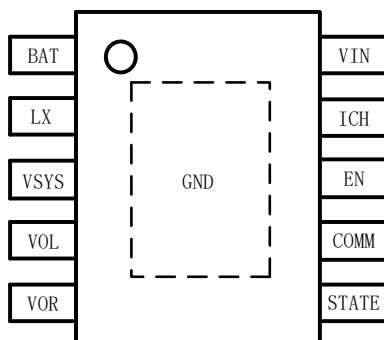 BAT VIN
LX ICH
VSYS GND EN
VOL COMM
VOR STATE